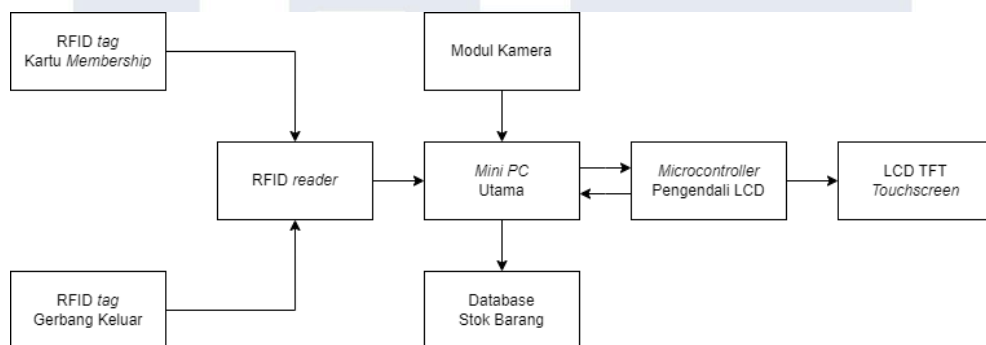 RFID tag
Kartu Membership
Modul Kamera
RFID reader
Mini PC
Utama
Microcontroller
Pengendali LCD
LCD TFT
Touchscreen
RFID tag
Gerbang Keluar
Database
Stok Barang